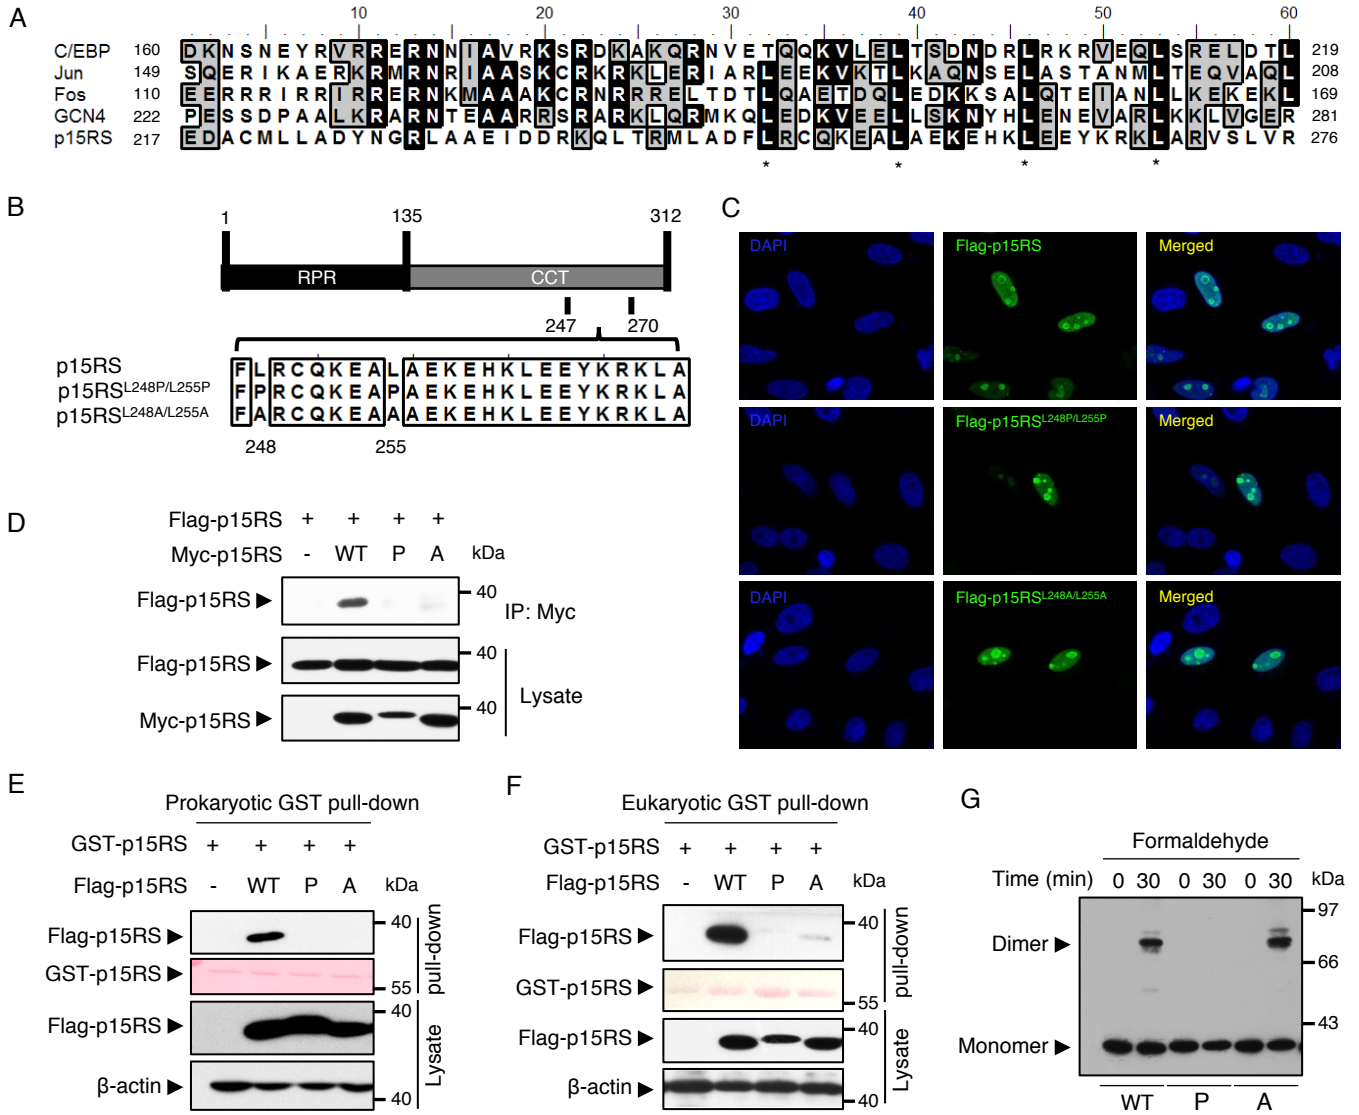 A
10 20 30 40 50 60
C/EBP 160 DKNSNEYRVRRERNNIAVRKSRDKAKQRNVETQQKVLELTSDNDRLRKRVEQLSRELDTL 219
Jun 149 SQERIKAERKRMRNRIAASKCRKRKLERIARLEEKVKTLKAQNSELASTANMLTEQVAQL 208
Fos 110 EERRRIRRIRRERNKMAAAKCRNRRRELTDTLQAETDQLEDKKSALQTEIANLLKEKEKL 169
GCN4 222 PESSDPAALKRARNTEAARRSRARKLQRMKQLEDKVEELLSKNYHLENEVARLKKLVGER 281
p15RS 217 EDACMLLADYNGRLAAEIDDRKQLTRMLADFLRCQKEALAEKEHKLEEYKRKLARVSLVR 276
* * * *
B
1 135 312
RPR CCT
247 270
p15RS FLRCQKEALAEKEHKLEEYKRKLA
p15RSL248P/L255P FPRCQKEAPAEKEHKLEEYKRKLA
p15RSL248A/L255A FARCQKEAAAEKEHKLEEYKRKLA
248 255
C
DAPI Flag-p15RS Merged
DAPI Flag-p15RSL248P/L255P Merged
DAPI Flag-p15RSL248A/L255A Merged
D
Flag-p15RS + + + +
Myc-p15RS - WT P A kDa
Flag-p15RS 40 IP: Myc
Flag-p15RS 40
Myc-p15RS 40
Lysate
E
Prokaryotic GST pull-down
GST-p15RS + + + +
Flag-p15RS - WT P A kDa
Flag-p15RS 40
GST-p15RS 55
pull-down
Flag-p15RS 40
β-actin 40
Lysate
F
Eukaryotic GST pull-down
GST-p15RS + + + +
Flag-p15RS - WT P A kDa
Flag-p15RS 40
GST-p15RS 55
pull-down
Flag-p15RS 40
β-actin 40
Lysate
G
Formaldehyde
Time (min) 0 30 0 30 0 30 kDa
97
Dimer
66
43
Monomer
WT P A